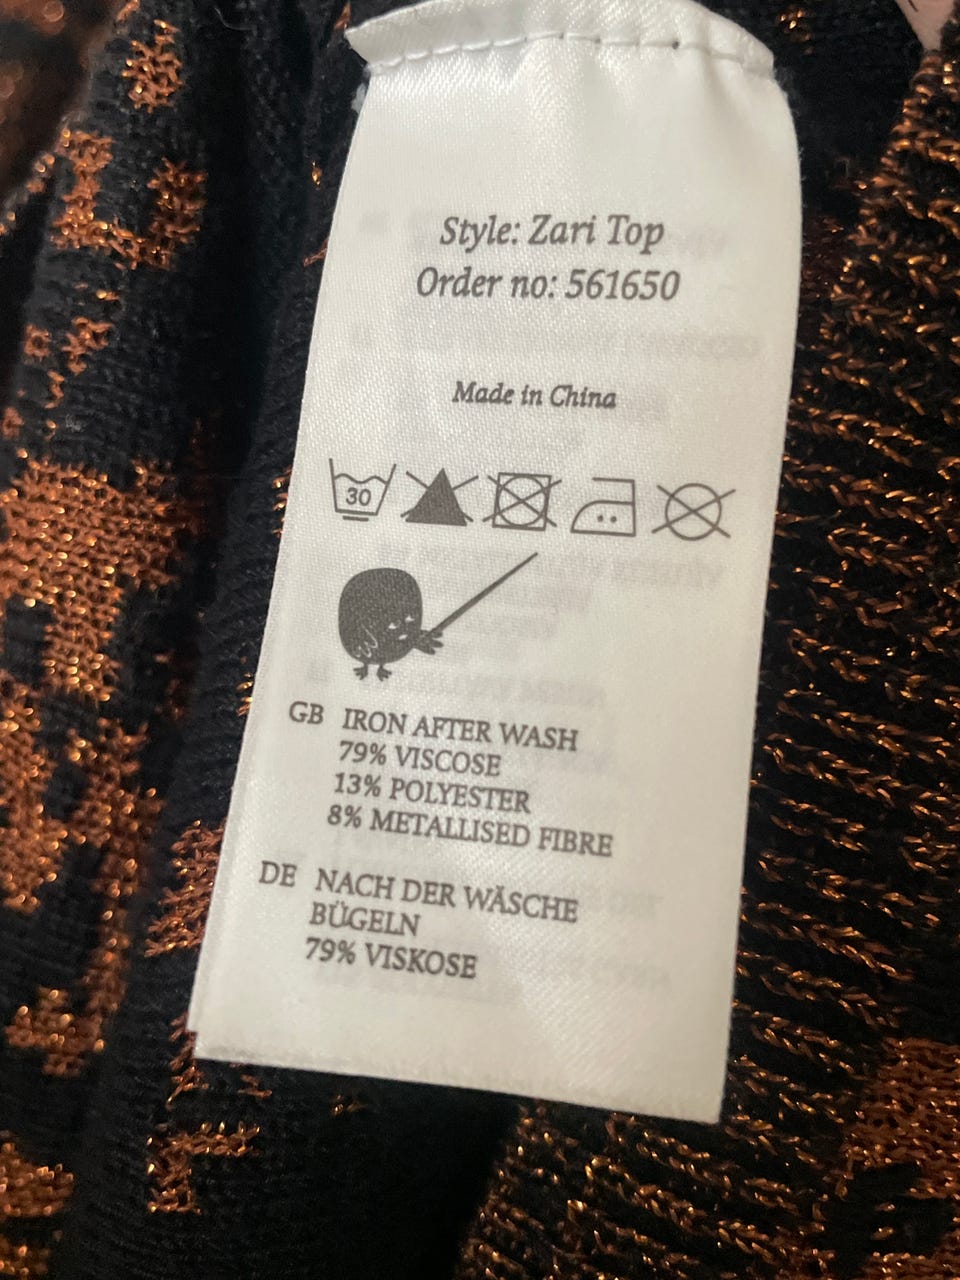 Style: Zari Top
Order no: 561650
Made in China
30
GB IRON AFTER WASH
79% VISCOSE
13% POLYESTER
8% METALLISED FIBRE
DE NACH DER WÄSCHE
BÜGELN
79% VISKOSE